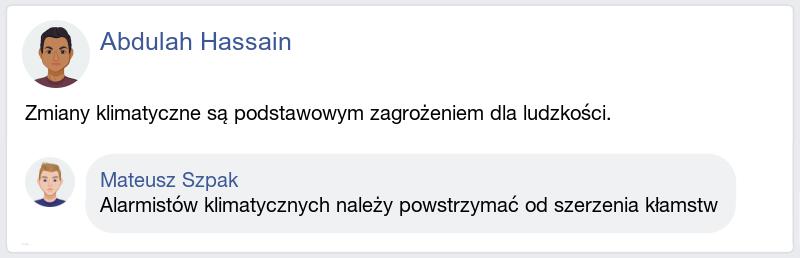 Abdulah Hassain
Zmiany klimatyczne są podstawowym zagrożeniem dla ludzkości.
Mateusz Szpak
Alarmistów klimatycznych należy powstrzymać od szerzenia kłamstw